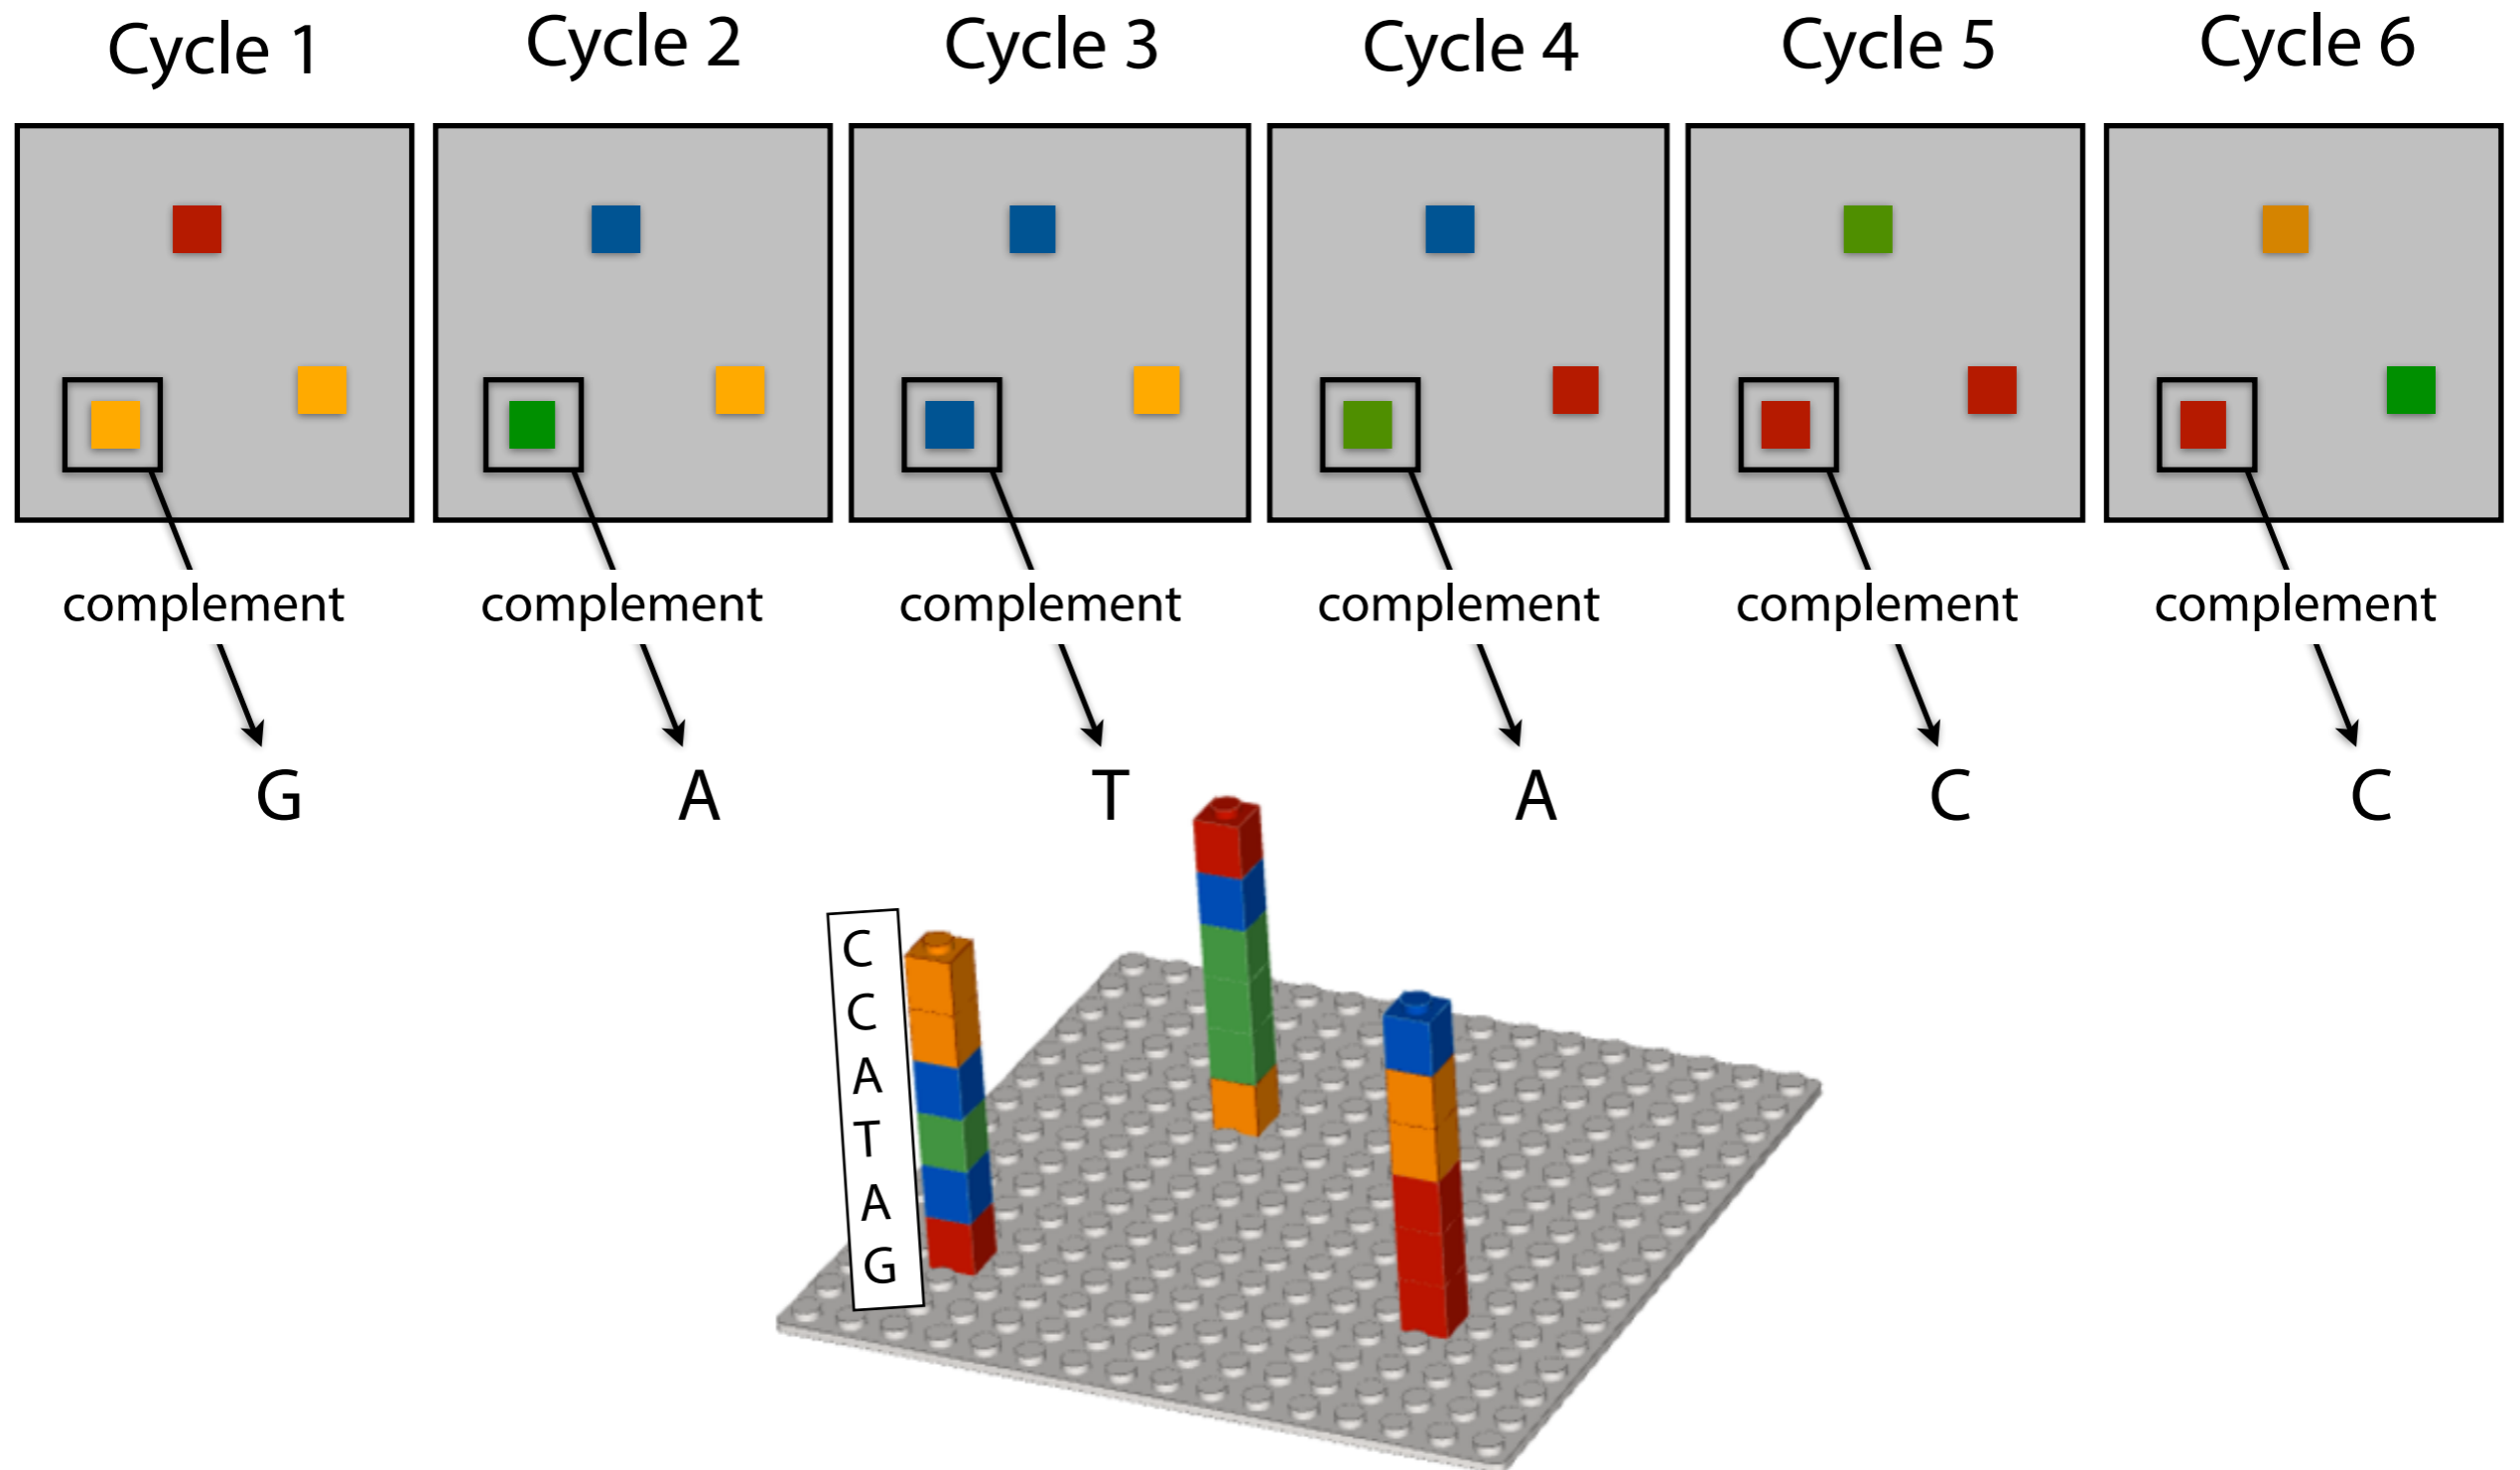 Cycle 1 Cycle 2 Cycle 3 Cycle 4 Cycle 5 Cycle 6
complement complement complement complement complement complement
G A T A C C
C
C
A
T
A
G